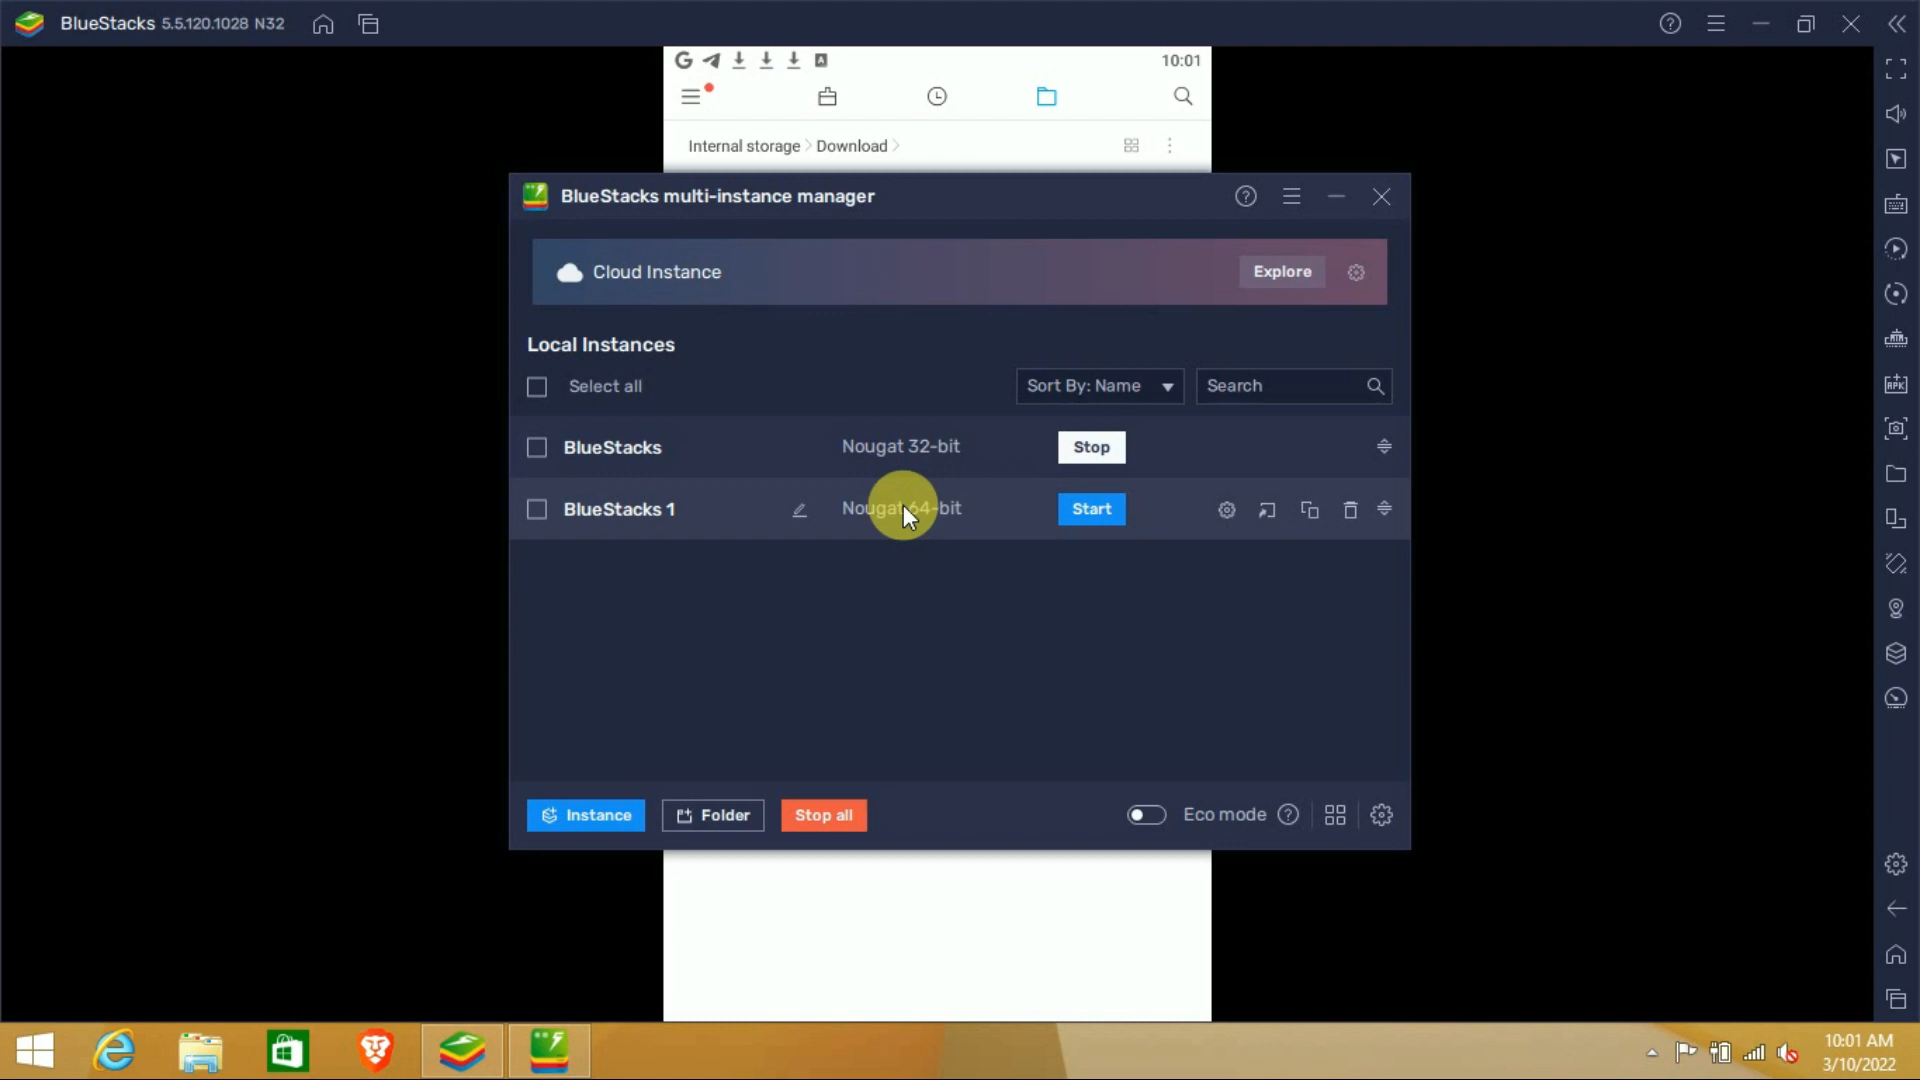 BlueStacks 5.5.120.1028 N32
10:01
Internal storage Download
BlueStacks multi-instance manager
Cloud Instance Explore
Local Instances
Select all Sort By: Name Search
BlueStacks Nougat 32-bit Stop
BlueStacks 1 Nougat 64-bit Start
Instance Folder Stop all Eco mode
10:01 AM
3/10/2022